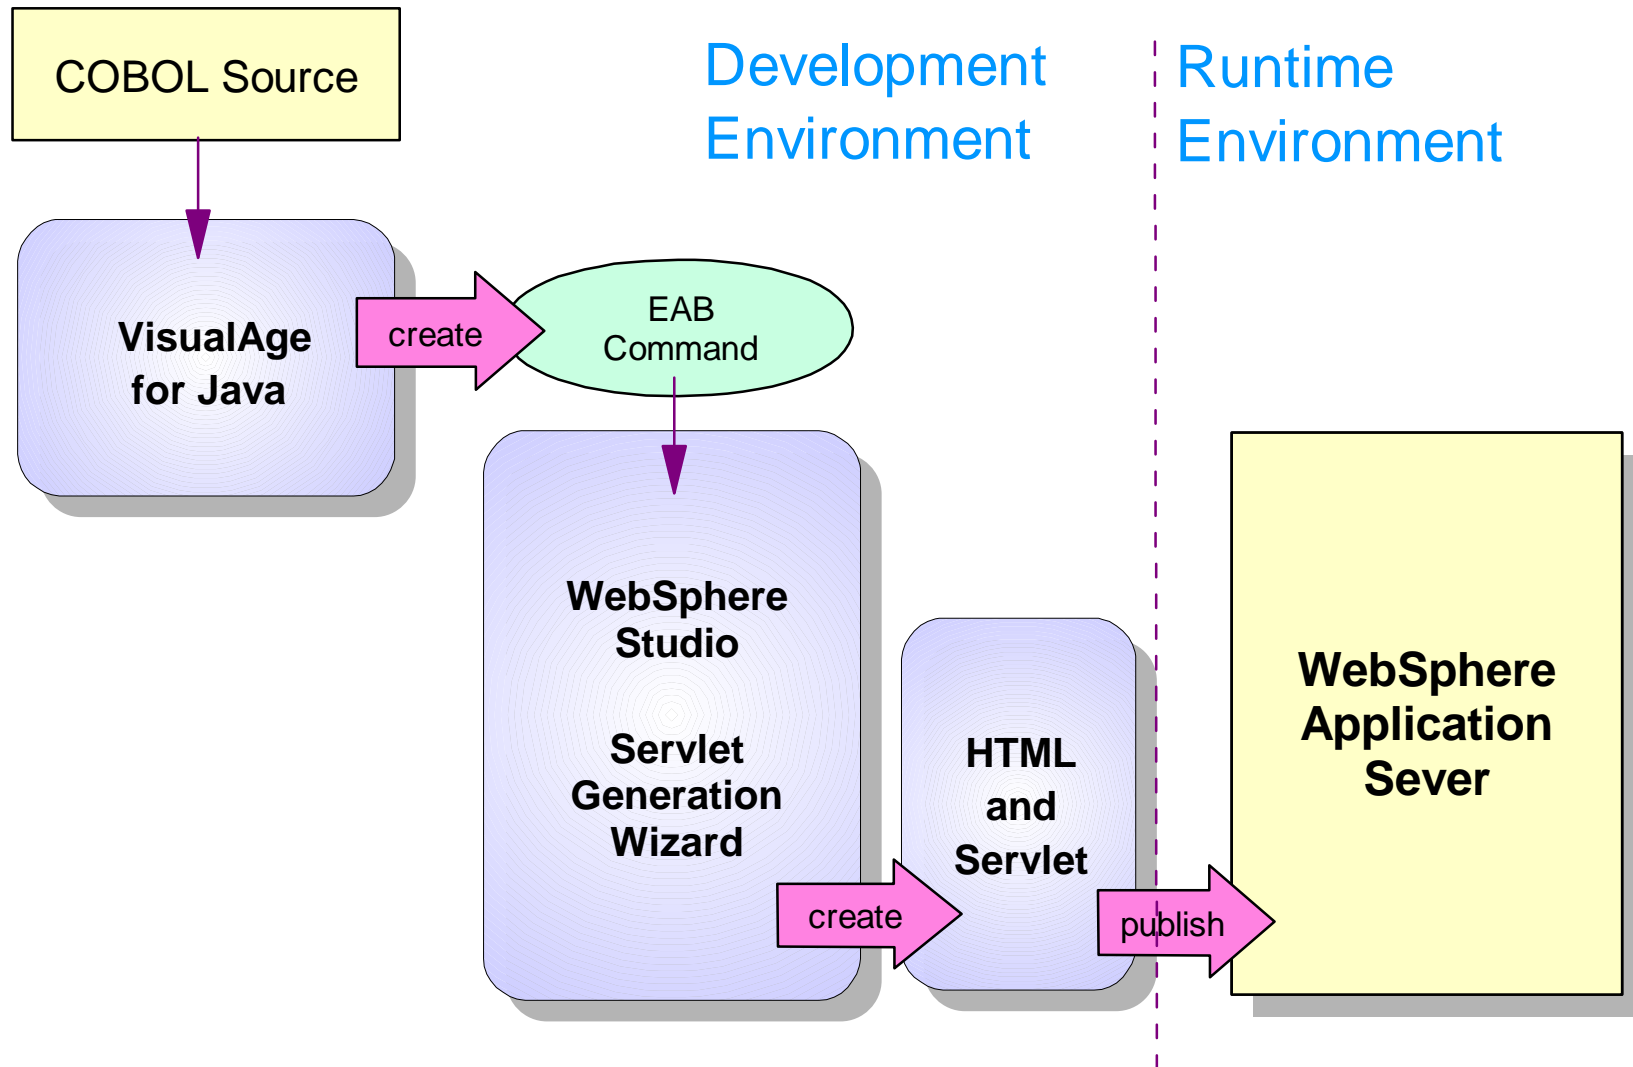 COBOL Source
Development
Environment
Runtime
Environment
VisualAge
for Java
create
EAB
Command
WebSphere
Studio
Servlet
Generation
Wizard
create
HTML
and
Servlet
publish
WebSphere
Application
Sever